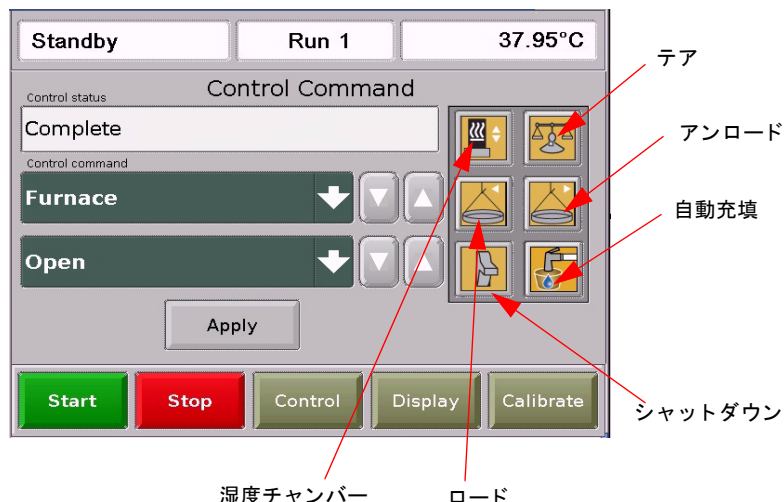 Standby
Run 1
37.95°C
Control Command
Control status
Complete
Control command
Furnace
Open
Apply
Start
Stop
Control
Display
Calibrate
テア
アンロード
自動充填
シャットダウン
湿度チャンバー
ロード